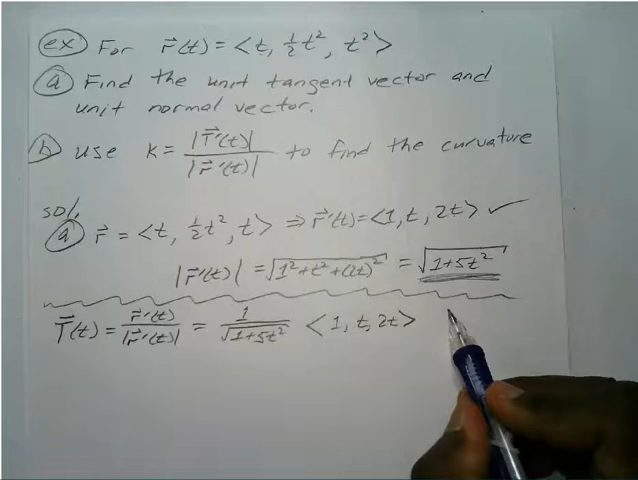 ex For r⃗(t) = <t, ½t², t²>
a Find the unit tangent vector and
unit normal vector.
b Use K = |T⃗'(t)| / |r⃗'(t)| to find the curvature
sol.
a r⃗ = <t, ½t², t> ⇒ r⃗'(t) = <1, t, 2t> ✓
|r⃗'(t)| = √(1² + t² + (2t)²) = √(1+5t²)
T⃗(t) = r⃗'(t) / |r⃗'(t)| = 1 / √(1+5t²) <1, t, 2t>